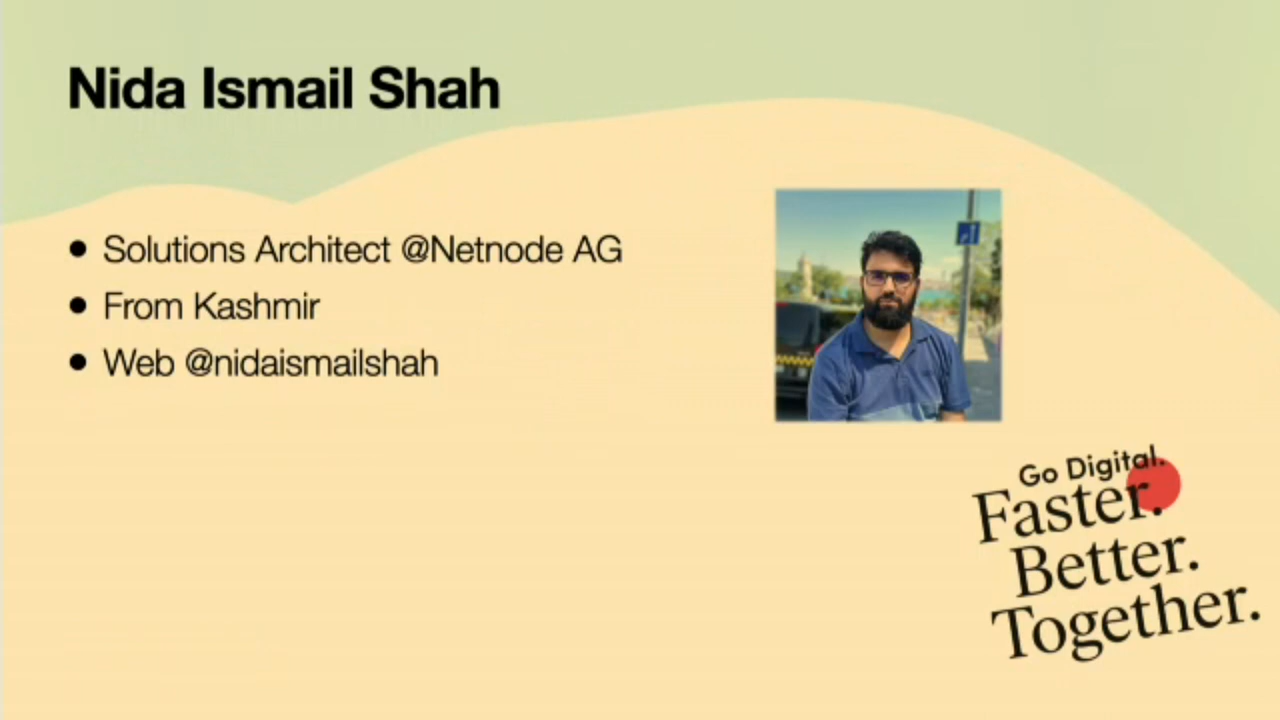 Nida Ismail Shah
● Solutions Architect @Netnode AG
● From Kashmir
● Web @nidaismailshah
Go Digital.
Faster.
Better.
Together.